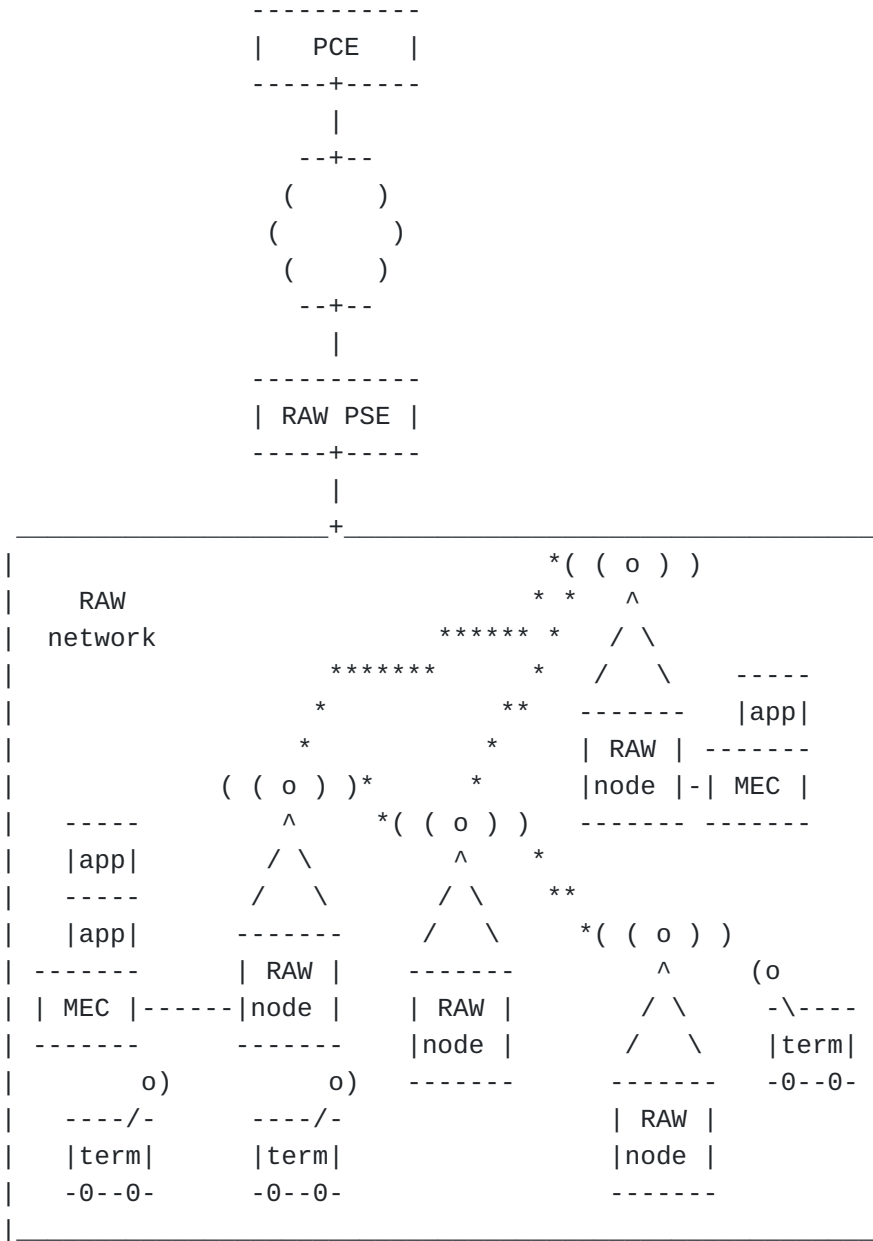 PCE
RAW PSE
RAW
network
|app|
| RAW |
|node |-| MEC |
|app|
|app|
| RAW |
| MEC |------|node |
| RAW |
|node |
|term|
|term|
|term|
| RAW |
|node |